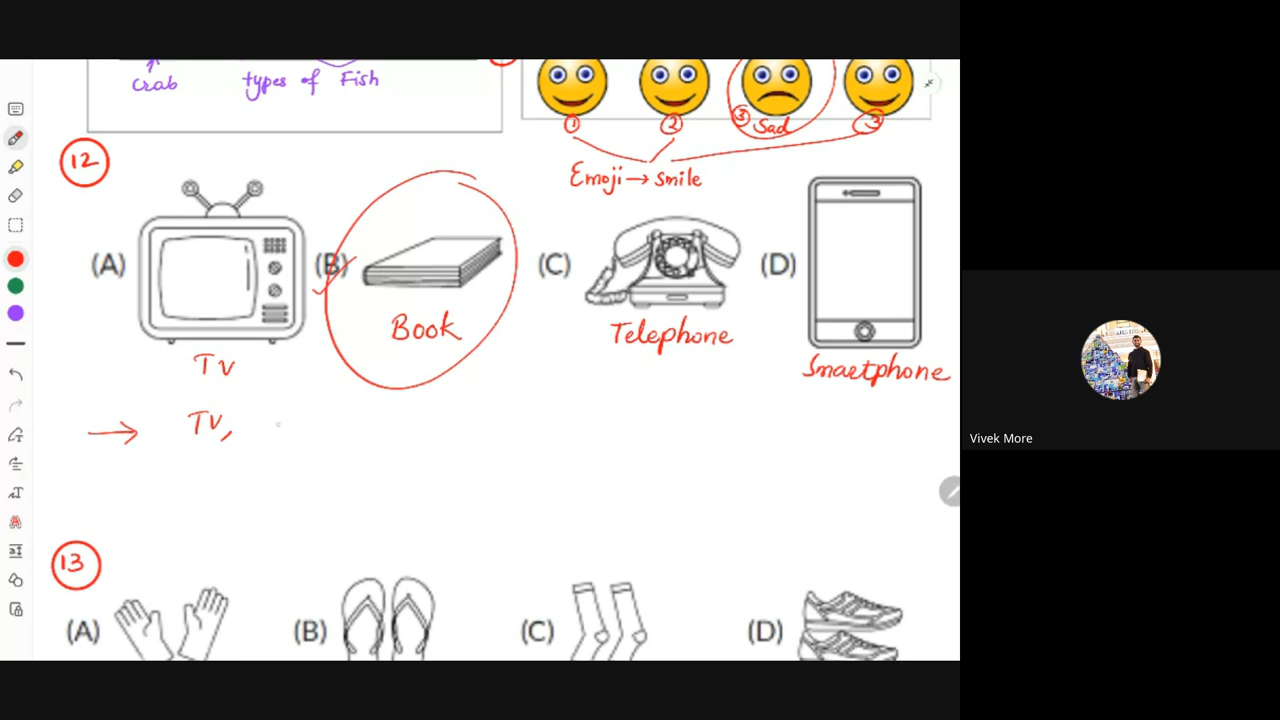 crab types of Fish
① ② ③ Sad 3
Emoji → smile
12
(A) (B) (C) (D)
Book
Telephone
TV
Smartphone
→ TV,
Vivek More
13
(A) (B) (C) (D)